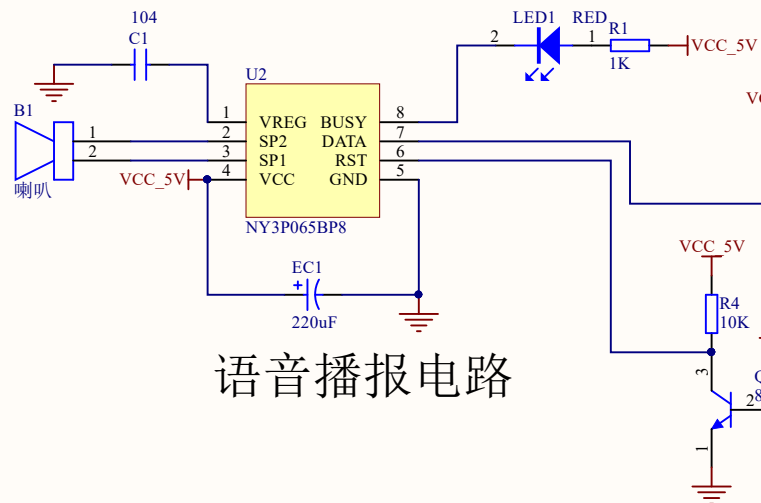 104
C1
LED1
RED
2
1
R1
1K
VCC_5V
VC
U2
B1
1
2
喇叭
VCC_5V
1
2
3
4
VREG
SP2
SP1
VCC
BUSY
DATA
RST
GND
8
7
6
5
NY3P065BP8
EC1
+
220uF
VCC_5V
R4
10K
3
2
1
Q
8
语音播报电路